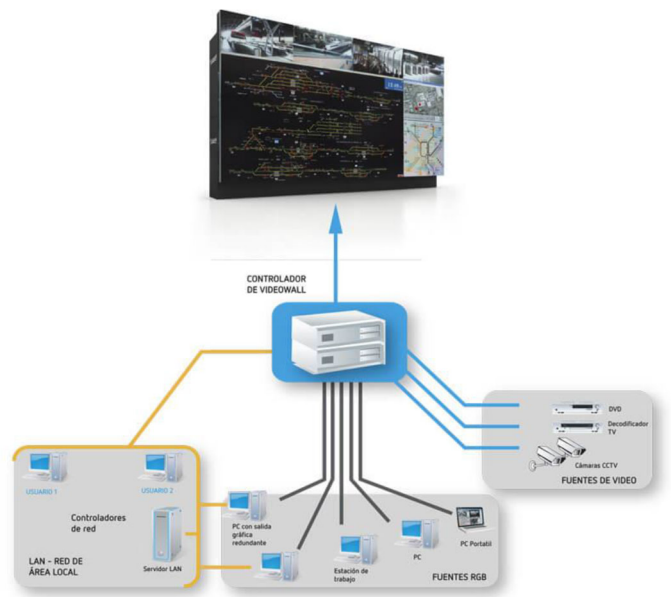 CONTROLADOR
DE VIDEOWALL
DVD
Decodificador
TV
Cámaras CCTV
FUENTES DE VIDEO
USUARIO 1
USUARIO 2
Controladores
de red
Servidor LAN
LAN - RED DE
ÁREA LOCAL
PC con salida
gráfica
redundante
Estación de
trabajo
PC
PC Portatil
FUENTES RGB